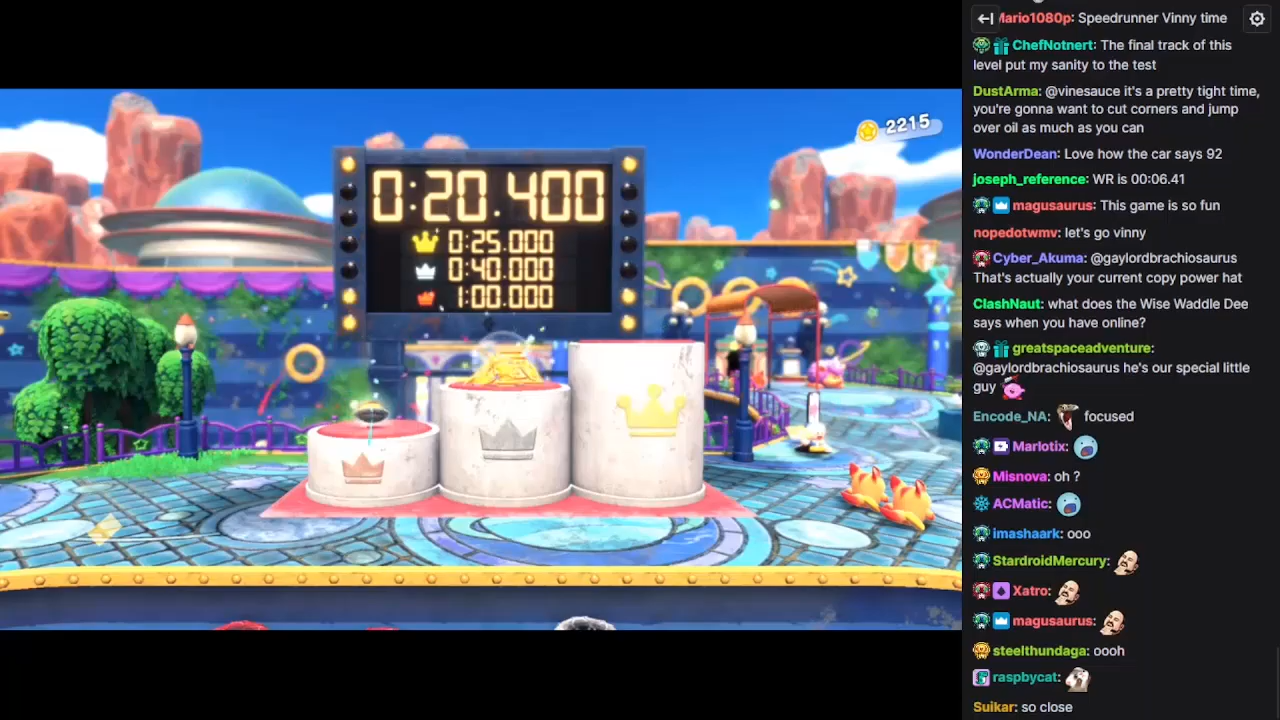 2215
0:20.400
0:25.000
0:40.000
1:00.000
Mario1080p: Speedrunner Vinny time
ChefNotnert: The final track of this
level put my sanity to the test
DustArma: @vinesauce it's a pretty tight time,
you're gonna want to cut corners and jump
over oil as much as you can
WonderDean: Love how the car says 92
joseph_reference: WR is 00:06.41
magusaurus: This game is so fun
nopedotwmv: let's go vinny
Cyber_Akuma: @gaylordbrachiosaurus
That's actually your current copy power hat
ClashNaut: what does the Wise Waddle Dee
says when you have online?
greatspaceadventure:
@gaylordbrachiosaurus he's our special little
guy
Encode_NA: focused
Marlotix:
Misnova: oh ?
ACMatic:
imashaark: ooo
StardroidMercury:
Xatro:
magusaurus:
steelthundaga: oooh
raspbycat:
Suikar: so close